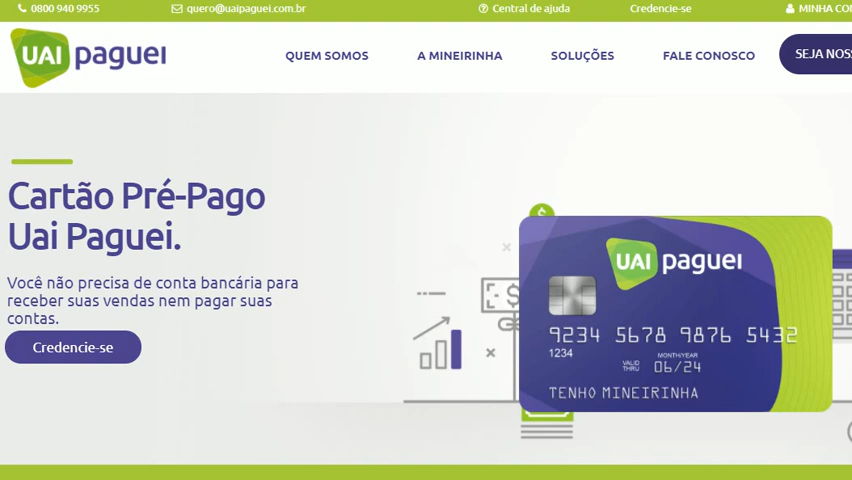 0800 940 9955
quero@uaipaguei.com.br
Central de ajuda
Credencie-se
MINHA CON
UAI paguei
QUEM SOMOS
A MINEIRINHA
SOLUÇÕES
FALE CONOSCO
SEJA NOSS
Cartão Pré-Pago
Uai Paguei.
Você não precisa de conta bancária para
receber suas vendas nem pagar suas
contas.
Credencie-se
UAI paguei
9234 5678 9876 5432
1234
MONTH/YEAR
VALID
THRU
06/24
TENHO MINEIRINHA